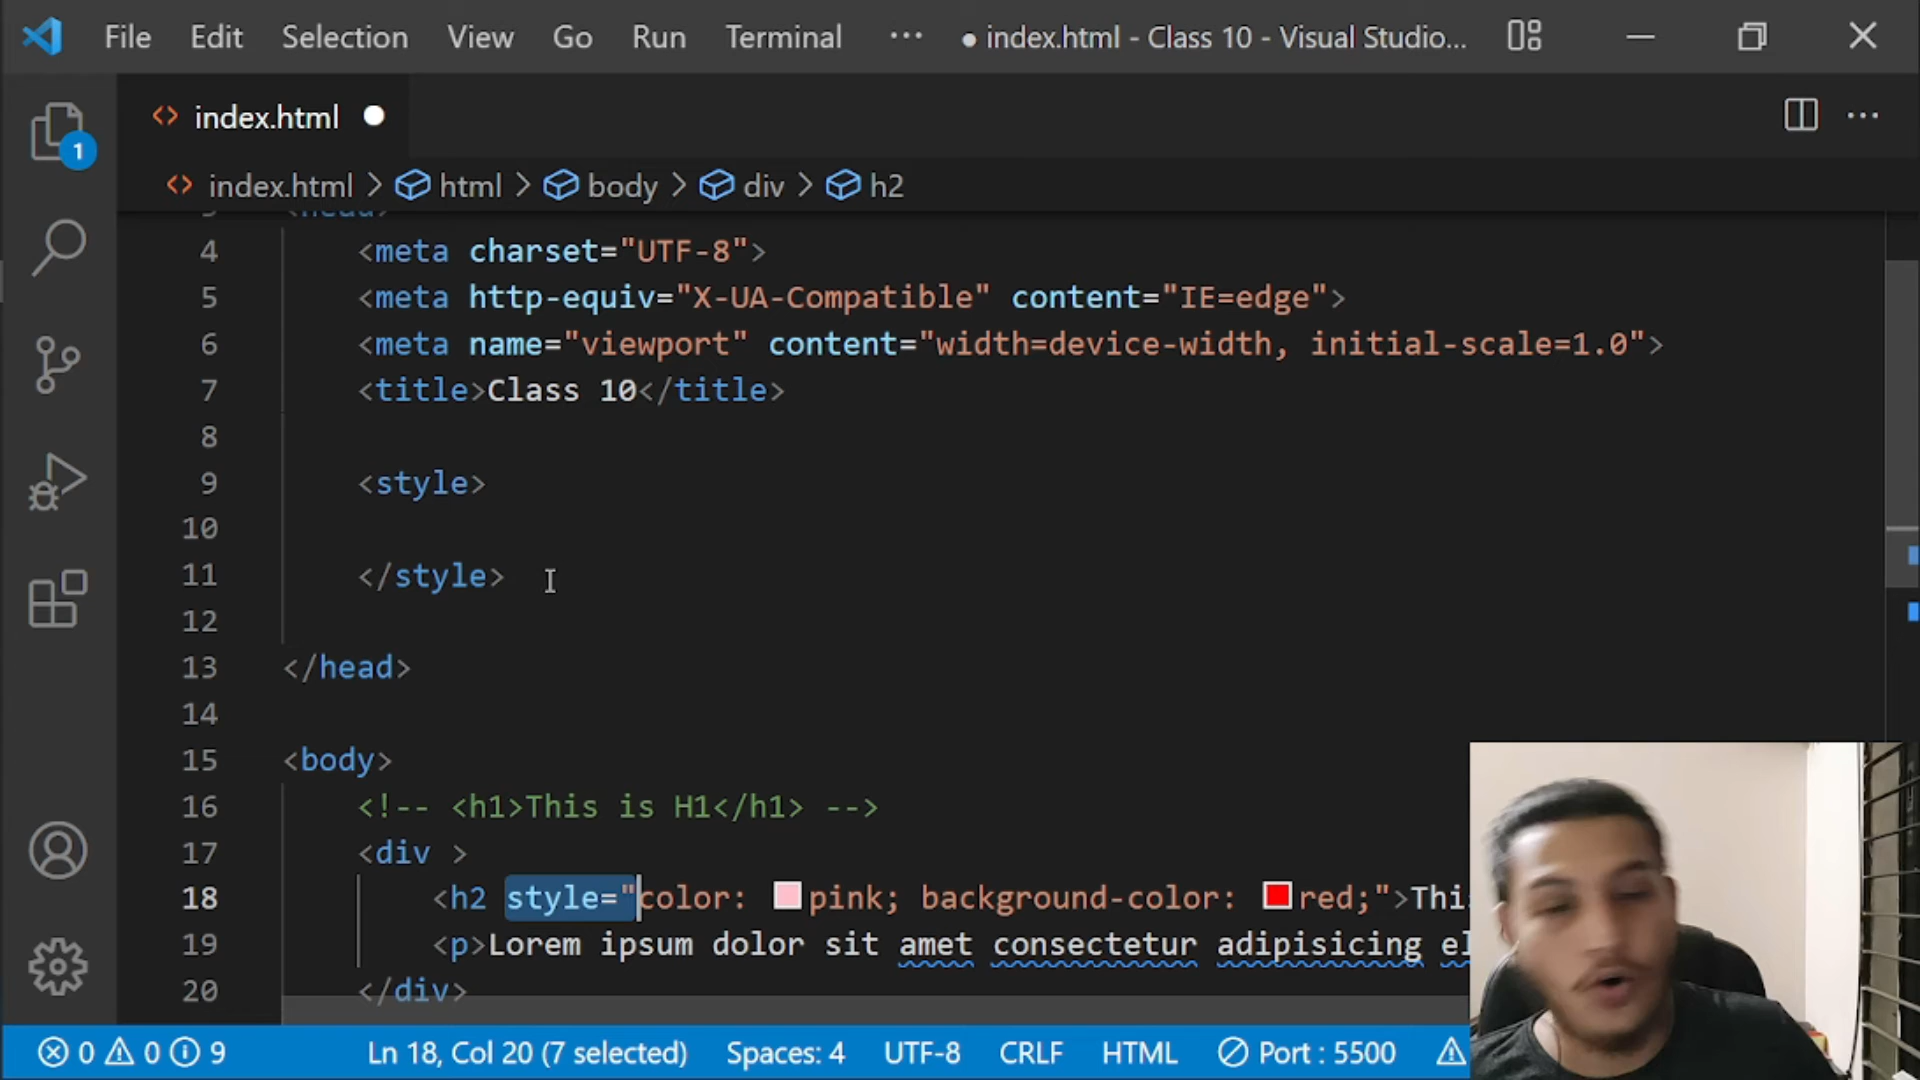 File Edit Selection View Go Run Terminal ··· ● index.html - Class 10 - Visual Studio...
1
<> index.html ●
<> index.html > html > body > div > h2
3 <head>
4 <meta charset="UTF-8">
5 <meta http-equiv="X-UA-Compatible" content="IE=edge">
6 <meta name="viewport" content="width=device-width, initial-scale=1.0">
7 <title>Class 10</title>
8
9 <style>
10
11 </style>
12
13 </head>
14
15 <body>
16 <!-- <h1>This is H1</h1> -->
17 <div >
18 <h2 style="color: pink; background-color: red;">This
19 <p>Lorem ipsum dolor sit amet consectetur adipisicing el
20 </div>
0 0 9 Ln 18, Col 20 (7 selected) Spaces: 4 UTF-8 CRLF HTML Port : 5500